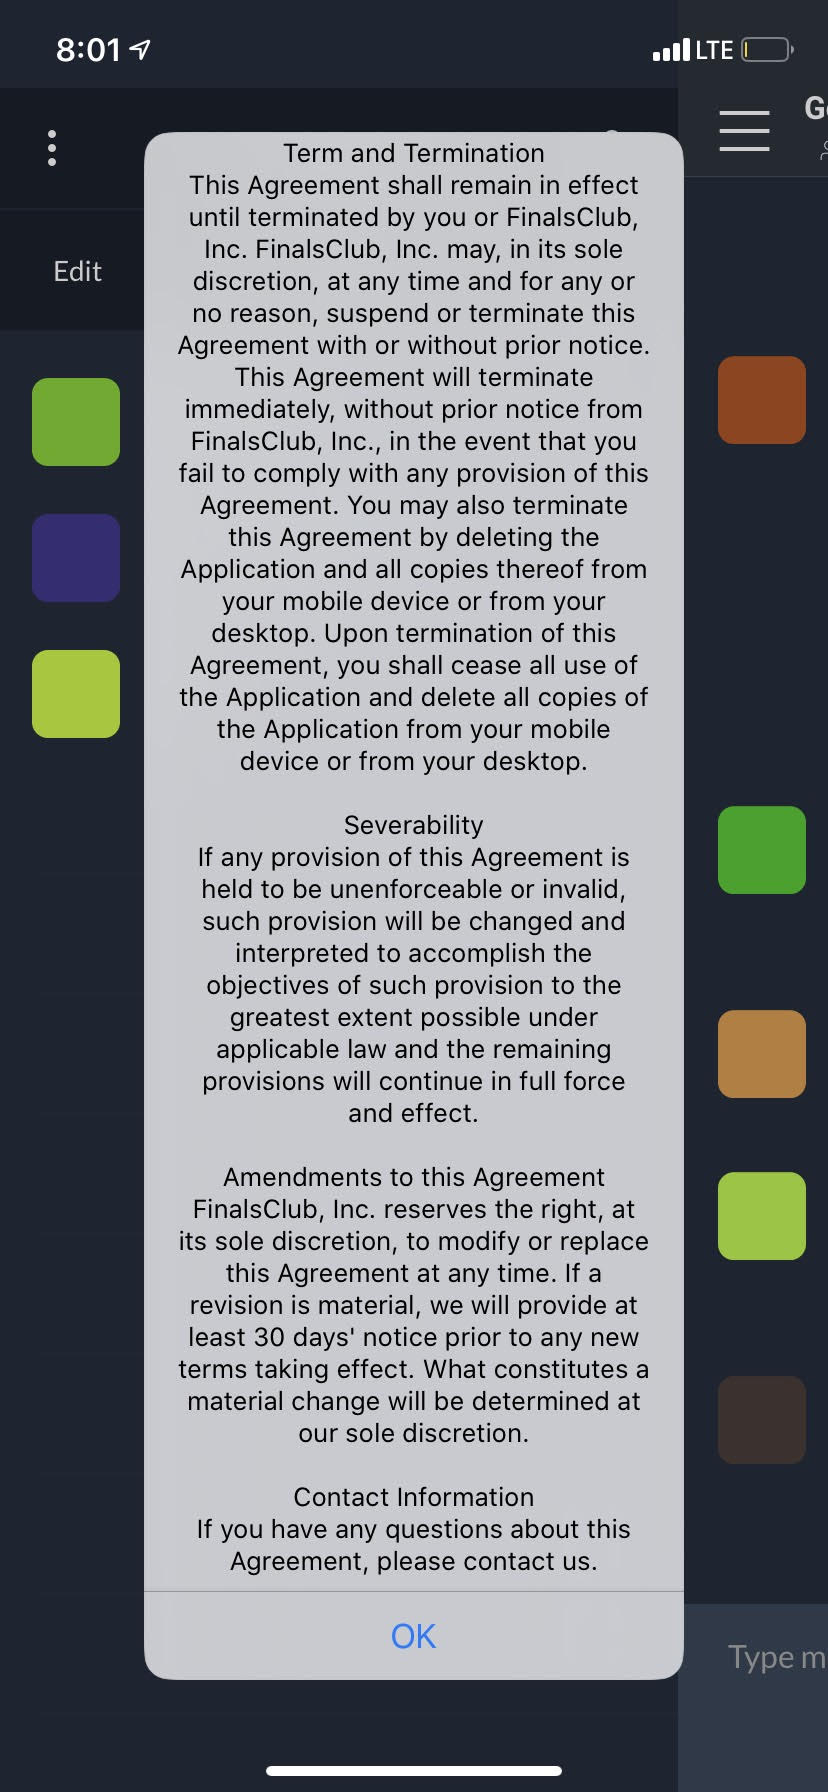 8:01
LTE
G
Edit
Term and Termination
This Agreement shall remain in effect
until terminated by you or FinalsClub,
Inc. FinalsClub, Inc. may, in its sole
discretion, at any time and for any or
no reason, suspend or terminate this
Agreement with or without prior notice.
This Agreement will terminate
immediately, without prior notice from
FinalsClub, Inc., in the event that you
fail to comply with any provision of this
Agreement. You may also terminate
this Agreement by deleting the
Application and all copies thereof from
your mobile device or from your
desktop. Upon termination of this
Agreement, you shall cease all use of
the Application and delete all copies of
the Application from your mobile
device or from your desktop.
Severability
If any provision of this Agreement is
held to be unenforceable or invalid,
such provision will be changed and
interpreted to accomplish the
objectives of such provision to the
greatest extent possible under
applicable law and the remaining
provisions will continue in full force
and effect.
Amendments to this Agreement
FinalsClub, Inc. reserves the right, at
its sole discretion, to modify or replace
this Agreement at any time. If a
revision is material, we will provide at
least 30 days' notice prior to any new
terms taking effect. What constitutes a
material change will be determined at
our sole discretion.
Contact Information
If you have any questions about this
Agreement, please contact us.
OK
Type m